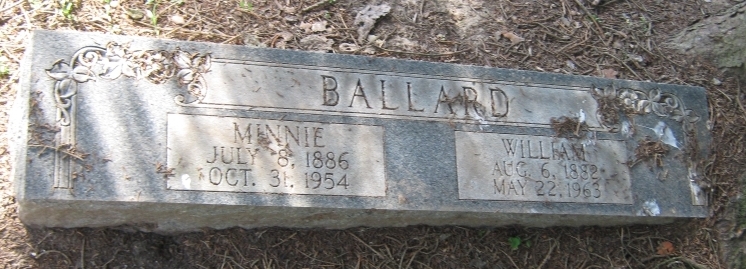 BALLARD
MINNIE
JULY 8, 1886
OCT. 31, 1954
WILLIAM
AUG. 6, 1882
MAY 22, 1963